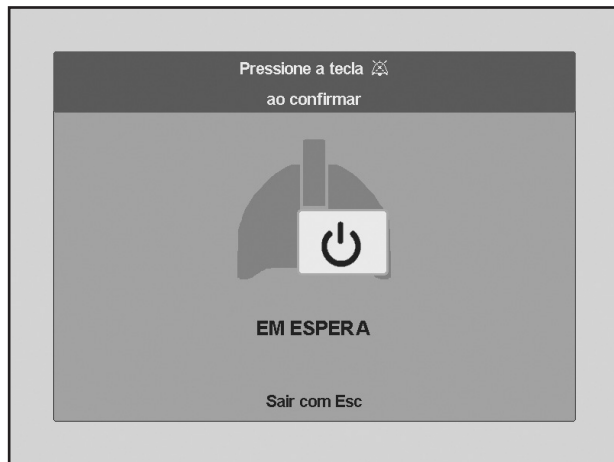 Pressione a tecla
ao confirmar
EM ESPERA
Sair com Esc